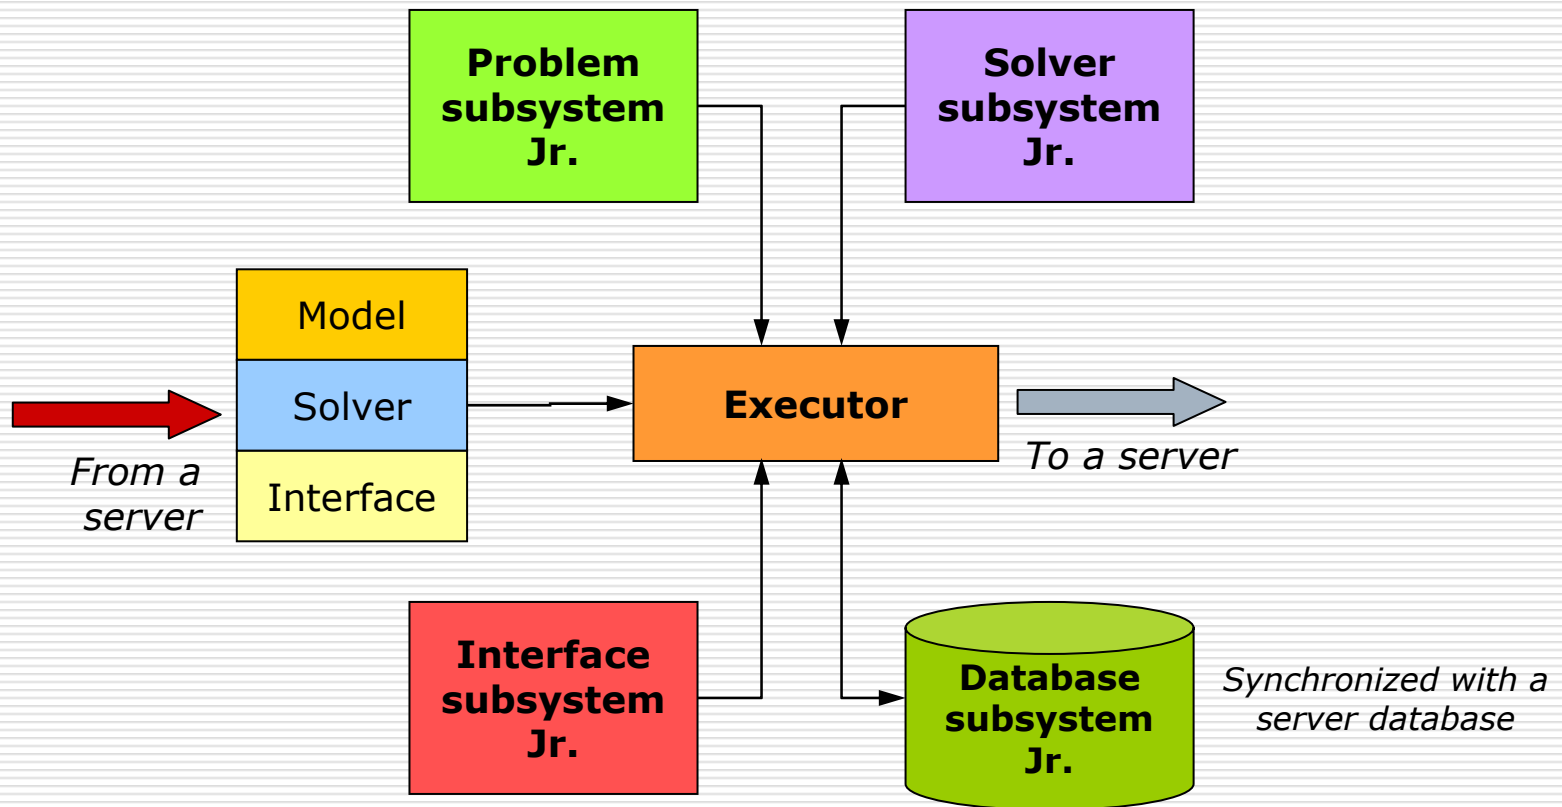 Problem
subsystem
Jr.
Solver
subsystem
Jr.
Model
Solver
Interface
From a
server
Executor
To a server
Interface
subsystem
Jr.
Database
subsystem
Jr.
Synchronized with a
server database